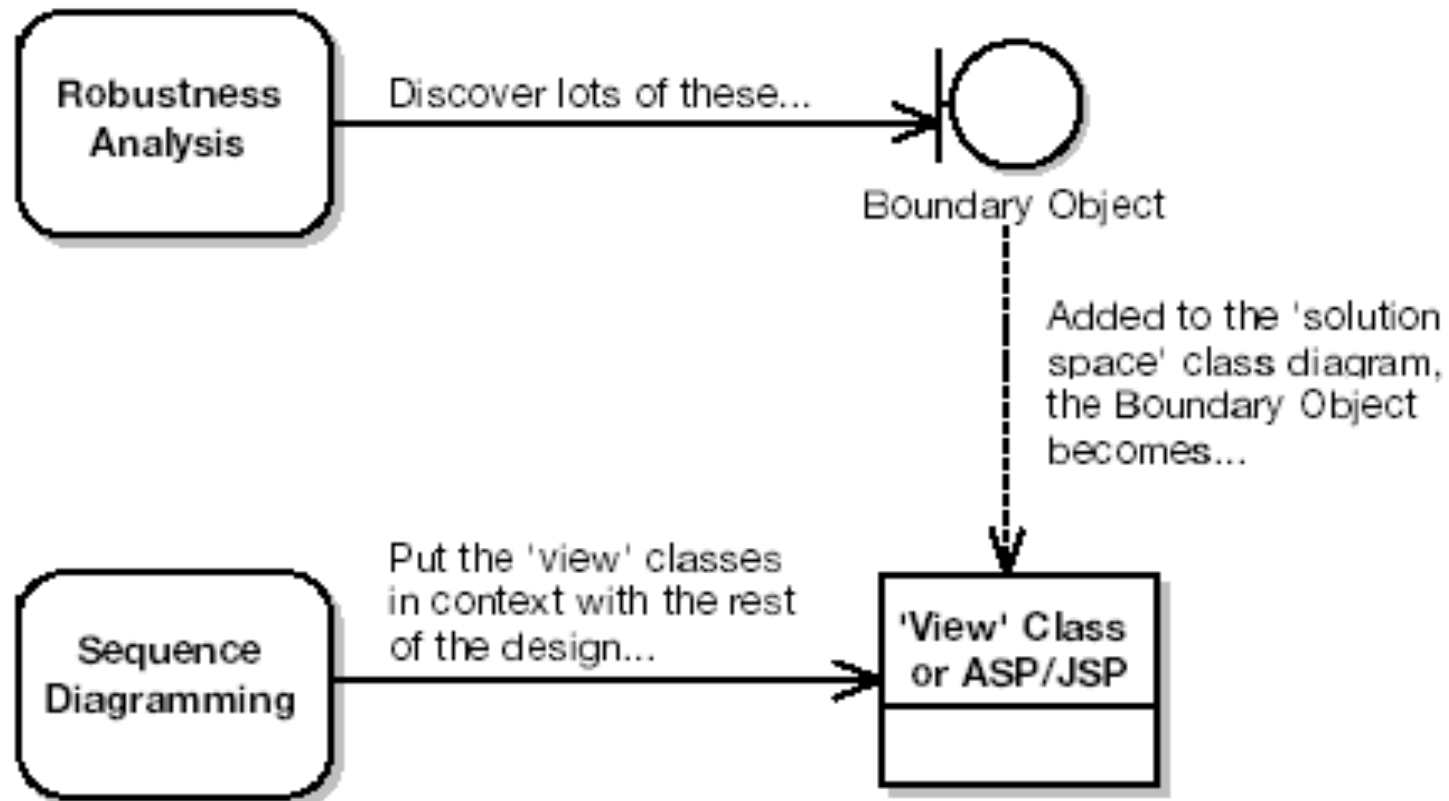 Robustness
Analysis
Discover lots of these...
Boundary Object
Added to the 'solution
space' class diagram,
the Boundary Object
becomes...
Sequence
Diagramming
Put the 'view' classes
in context with the rest
of the design...
'View' Class
or ASP/JSP